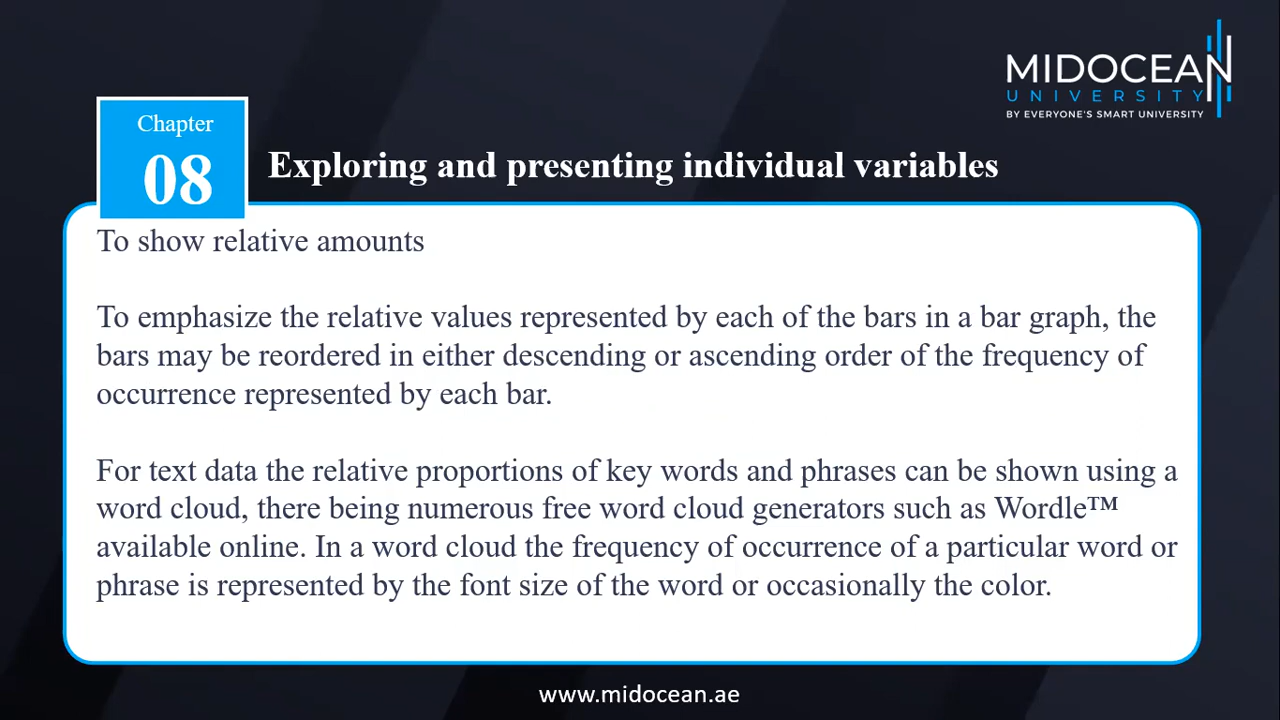 MIDOCEAN
UNIVERSITY
BY EVERYONE'S SMART UNIVERSITY
Chapter
08
Exploring and presenting individual variables
To show relative amounts
To emphasize the relative values represented by each of the bars in a bar graph, the
bars may be reordered in either descending or ascending order of the frequency of
occurrence represented by each bar.
For text data the relative proportions of key words and phrases can be shown using a
word cloud, there being numerous free word cloud generators such as Wordle™
available online. In a word cloud the frequency of occurrence of a particular word or
phrase is represented by the font size of the word or occasionally the color.
www.midocean.ae